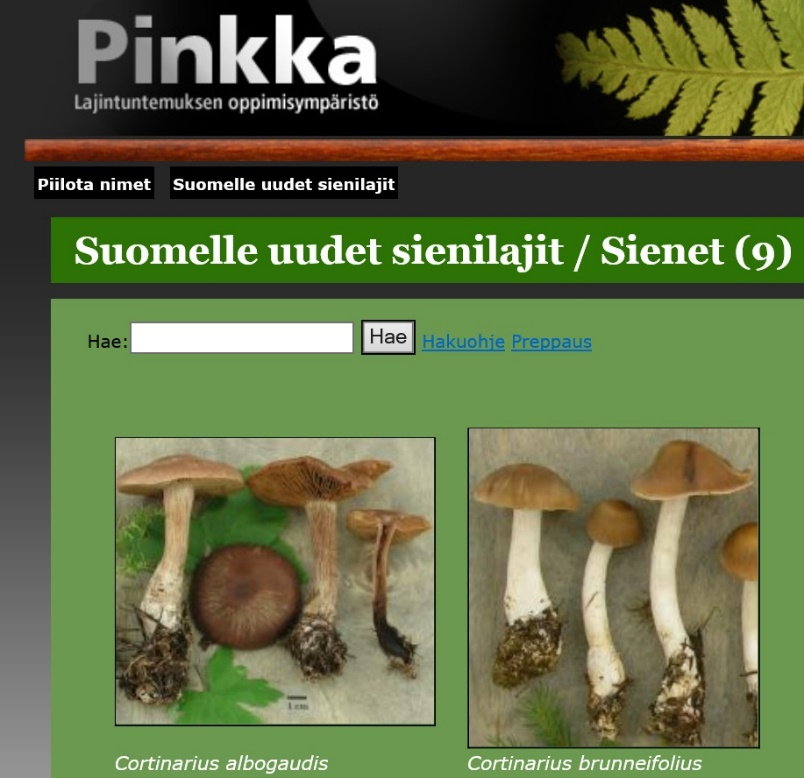 Pinkka
Lajintuntemuksen oppimisympäristö
Piilota nimet Suomelle uudet sienilajit
Suomelle uudet sienilajit / Sienet (9)
Hae: Hae Hakuohje Preppaus
1 cm
Cortinarius albogaudis Cortinarius brunneifolius